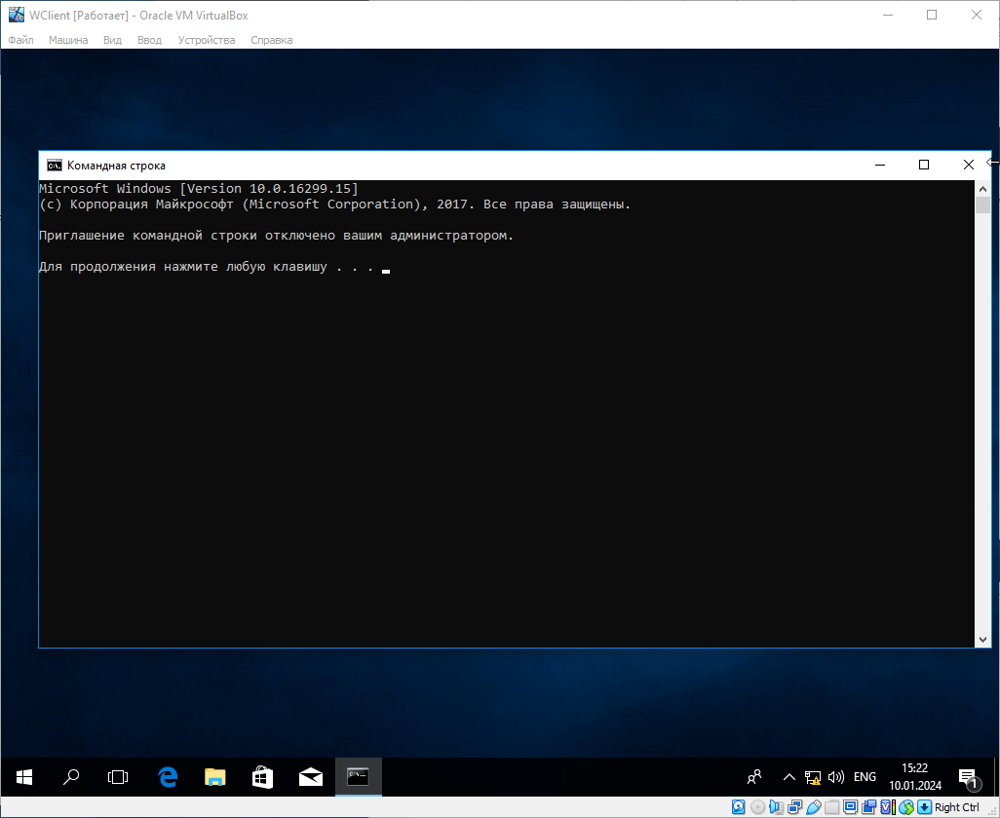 WClient [Работает] - Oracle VM VirtualBox
Файл Машина Вид Ввод Устройства Справка
Командная строка
Microsoft Windows [Version 10.0.16299.15]
(c) Корпорация Майкрософт (Microsoft Corporation), 2017. Все права защищены.
Приглашение командной строки отключено вашим администратором.
Для продолжения нажмите любую клавишу . . .
ENG
15:22
10.01.2024
1
Right Ctrl